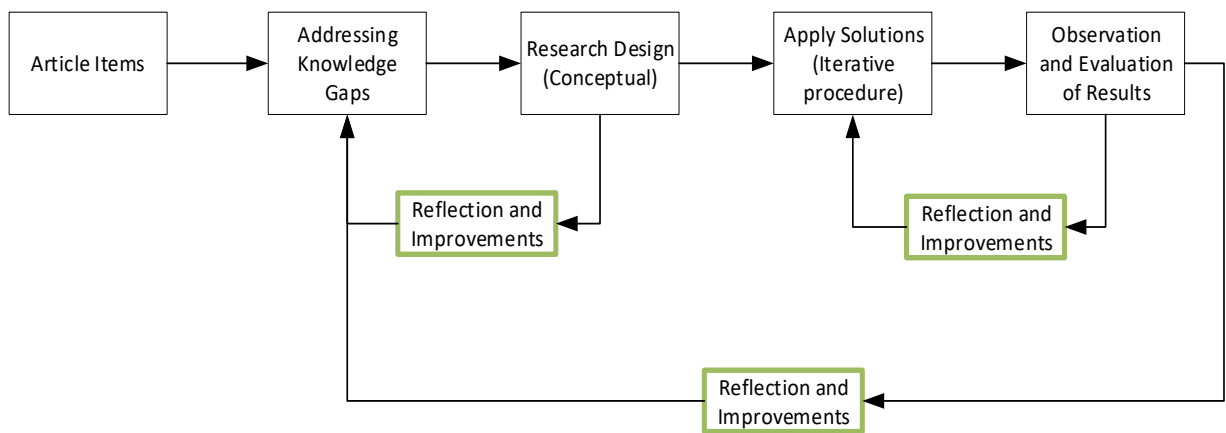 Article Items
Addressing
Knowledge
Gaps
Research Design
(Conceptual)
Apply Solutions
(Iterative
procedure)
Observation
and Evaluation
of Results
Reflection and
Improvements
Reflection and
Improvements
Reflection and
Improvements